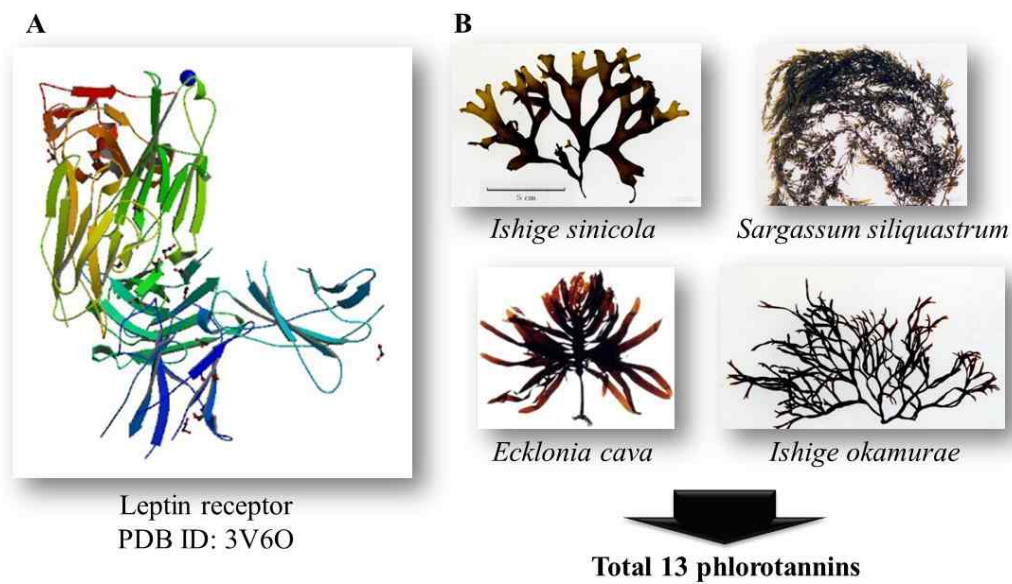 A
B
5 cm
Ishige sinicola
Sargassum siliquastrum
Ecklonia cava
Ishige okamurae
Leptin receptor
PDB ID: 3V6O
Total 13 phlorotannins